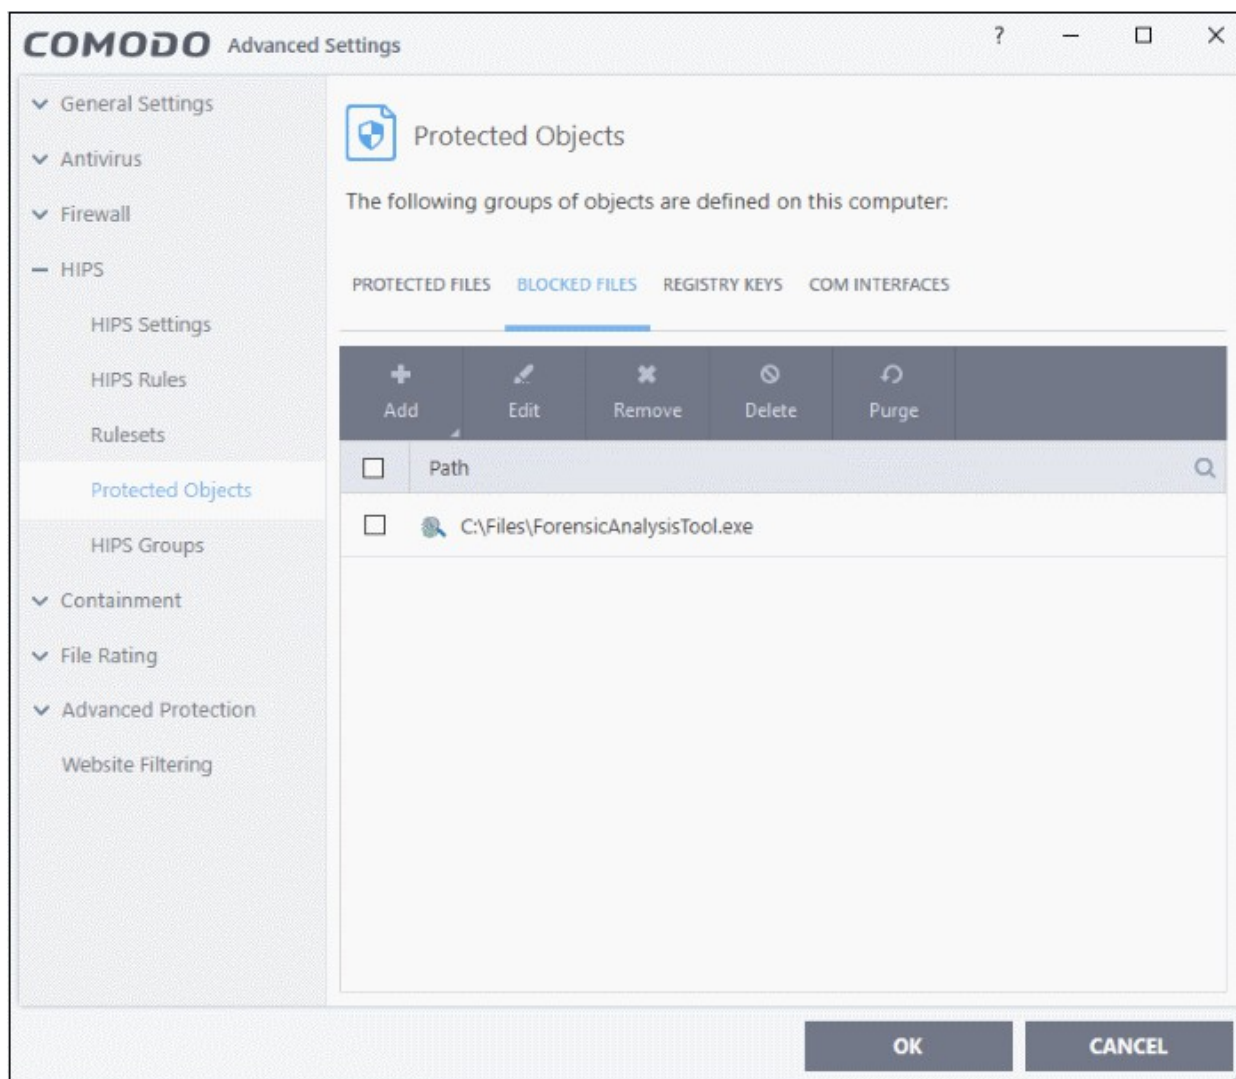 COMODO Advanced Settings ?
General Settings
Antivirus
Firewall
HIPS
HIPS Settings
HIPS Rules
Rulesets
Protected Objects
HIPS Groups
Containment
File Rating
Advanced Protection
Website Filtering
Protected Objects
The following groups of objects are defined on this computer:
PROTECTED FILES BLOCKED FILES REGISTRY KEYS COM INTERFACES
Add Edit Remove Delete Purge
Path
C:\Files\ForensicAnalysisTool.exe
OK CANCEL